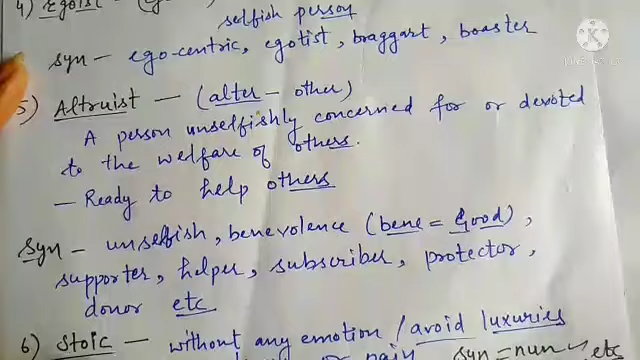 4) Egoist —
selfish person
syn — ego-centric, egotist, braggart, boaster
5) Altruist — (alter — other)
A person unselfishly concerned for or devoted
to the welfare of others.
— Ready to help others
Syn — unselfish, benevolence (bene = Good),
supporter, helper, subscriber, protector,
donor etc
6) Stoic — without any emotion / avoid luxuries
or pain
syn = nun etc